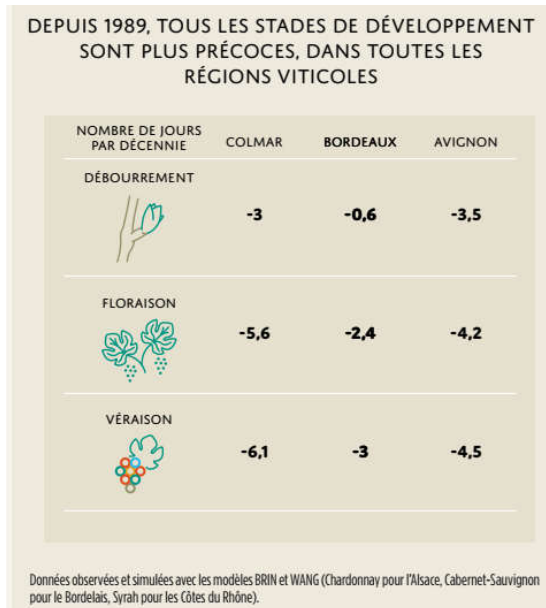 DEPUIS 1989, TOUS LES STADES DE DÉVELOPPEMENT
SONT PLUS PRÉCOCES, DANS TOUTES LES
RÉGIONS VITICOLES
NOMBRE DE JOURS
PAR DÉCENNIE COLMAR BORDEAUX AVIGNON
DÉBOURREMENT
-3 -0,6 -3,5
FLORAISON
-5,6 -2,4 -4,2
VÉRAISON
-6,1 -3 -4,5
Données observées et simulées avec les modèles BRIN et WANG (Chardonnay pour l'Alsace, Cabernet-Sauvignon
pour le Bordelais, Syrah pour les Côtes du Rhône).